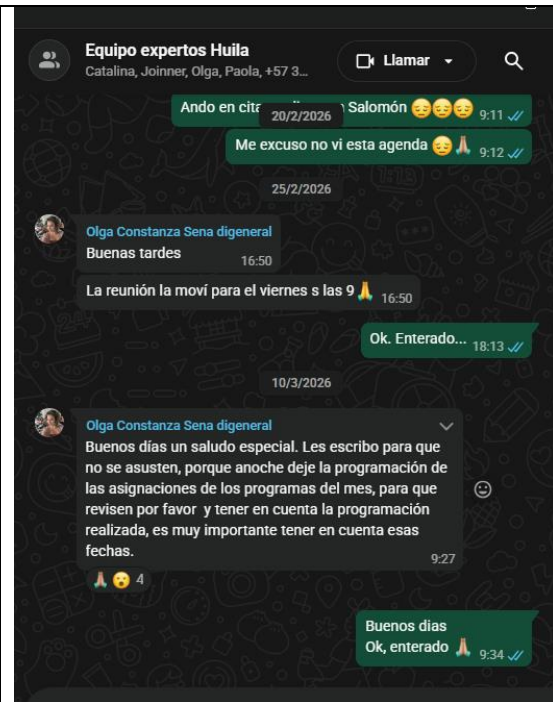 Equipo expertos Huila
Catalina, Joinner, Olga, Paola, +57 3...
Llamar
Ando en cita Salomón 😔😔😔 9:11
20/2/2026
Me excuso no vi esta agenda 😔🙏🏽 9:12
25/2/2026
Olga Constanza Sena digeneral
Buenas tardes
16:50
La reunión la moví para el viernes s las 9 🙏 16:50
Ok. Enterado... 18:13
10/3/2026
Olga Constanza Sena digeneral
Buenos días un saludo especial. Les escribo para que
no se asusten, porque anoche deje la programación de
las asignaciones de los programas del mes, para que
revisen por favor y tener en cuenta la programación
realizada, es muy importante tener en cuenta esas
fechas.
9:27
🙏🏽 😮 4
Buenos dias
Ok, enterado 🙏🏽 9:34